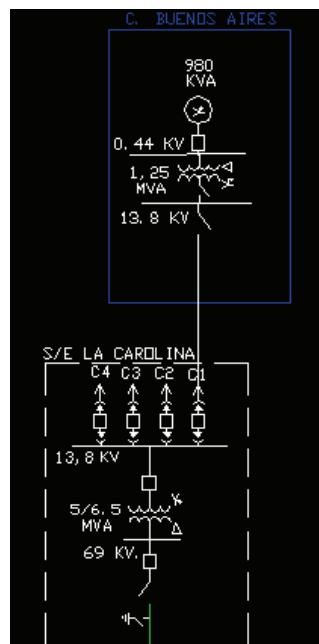 C. BUENOS AIRES
980
KVA
0.44 KV
1,25
MVA
13.8 KV
S/E LA CAROLINA
C4 C3 C2 C1
13,8 KV
5/6.5
MVA
69 KV.